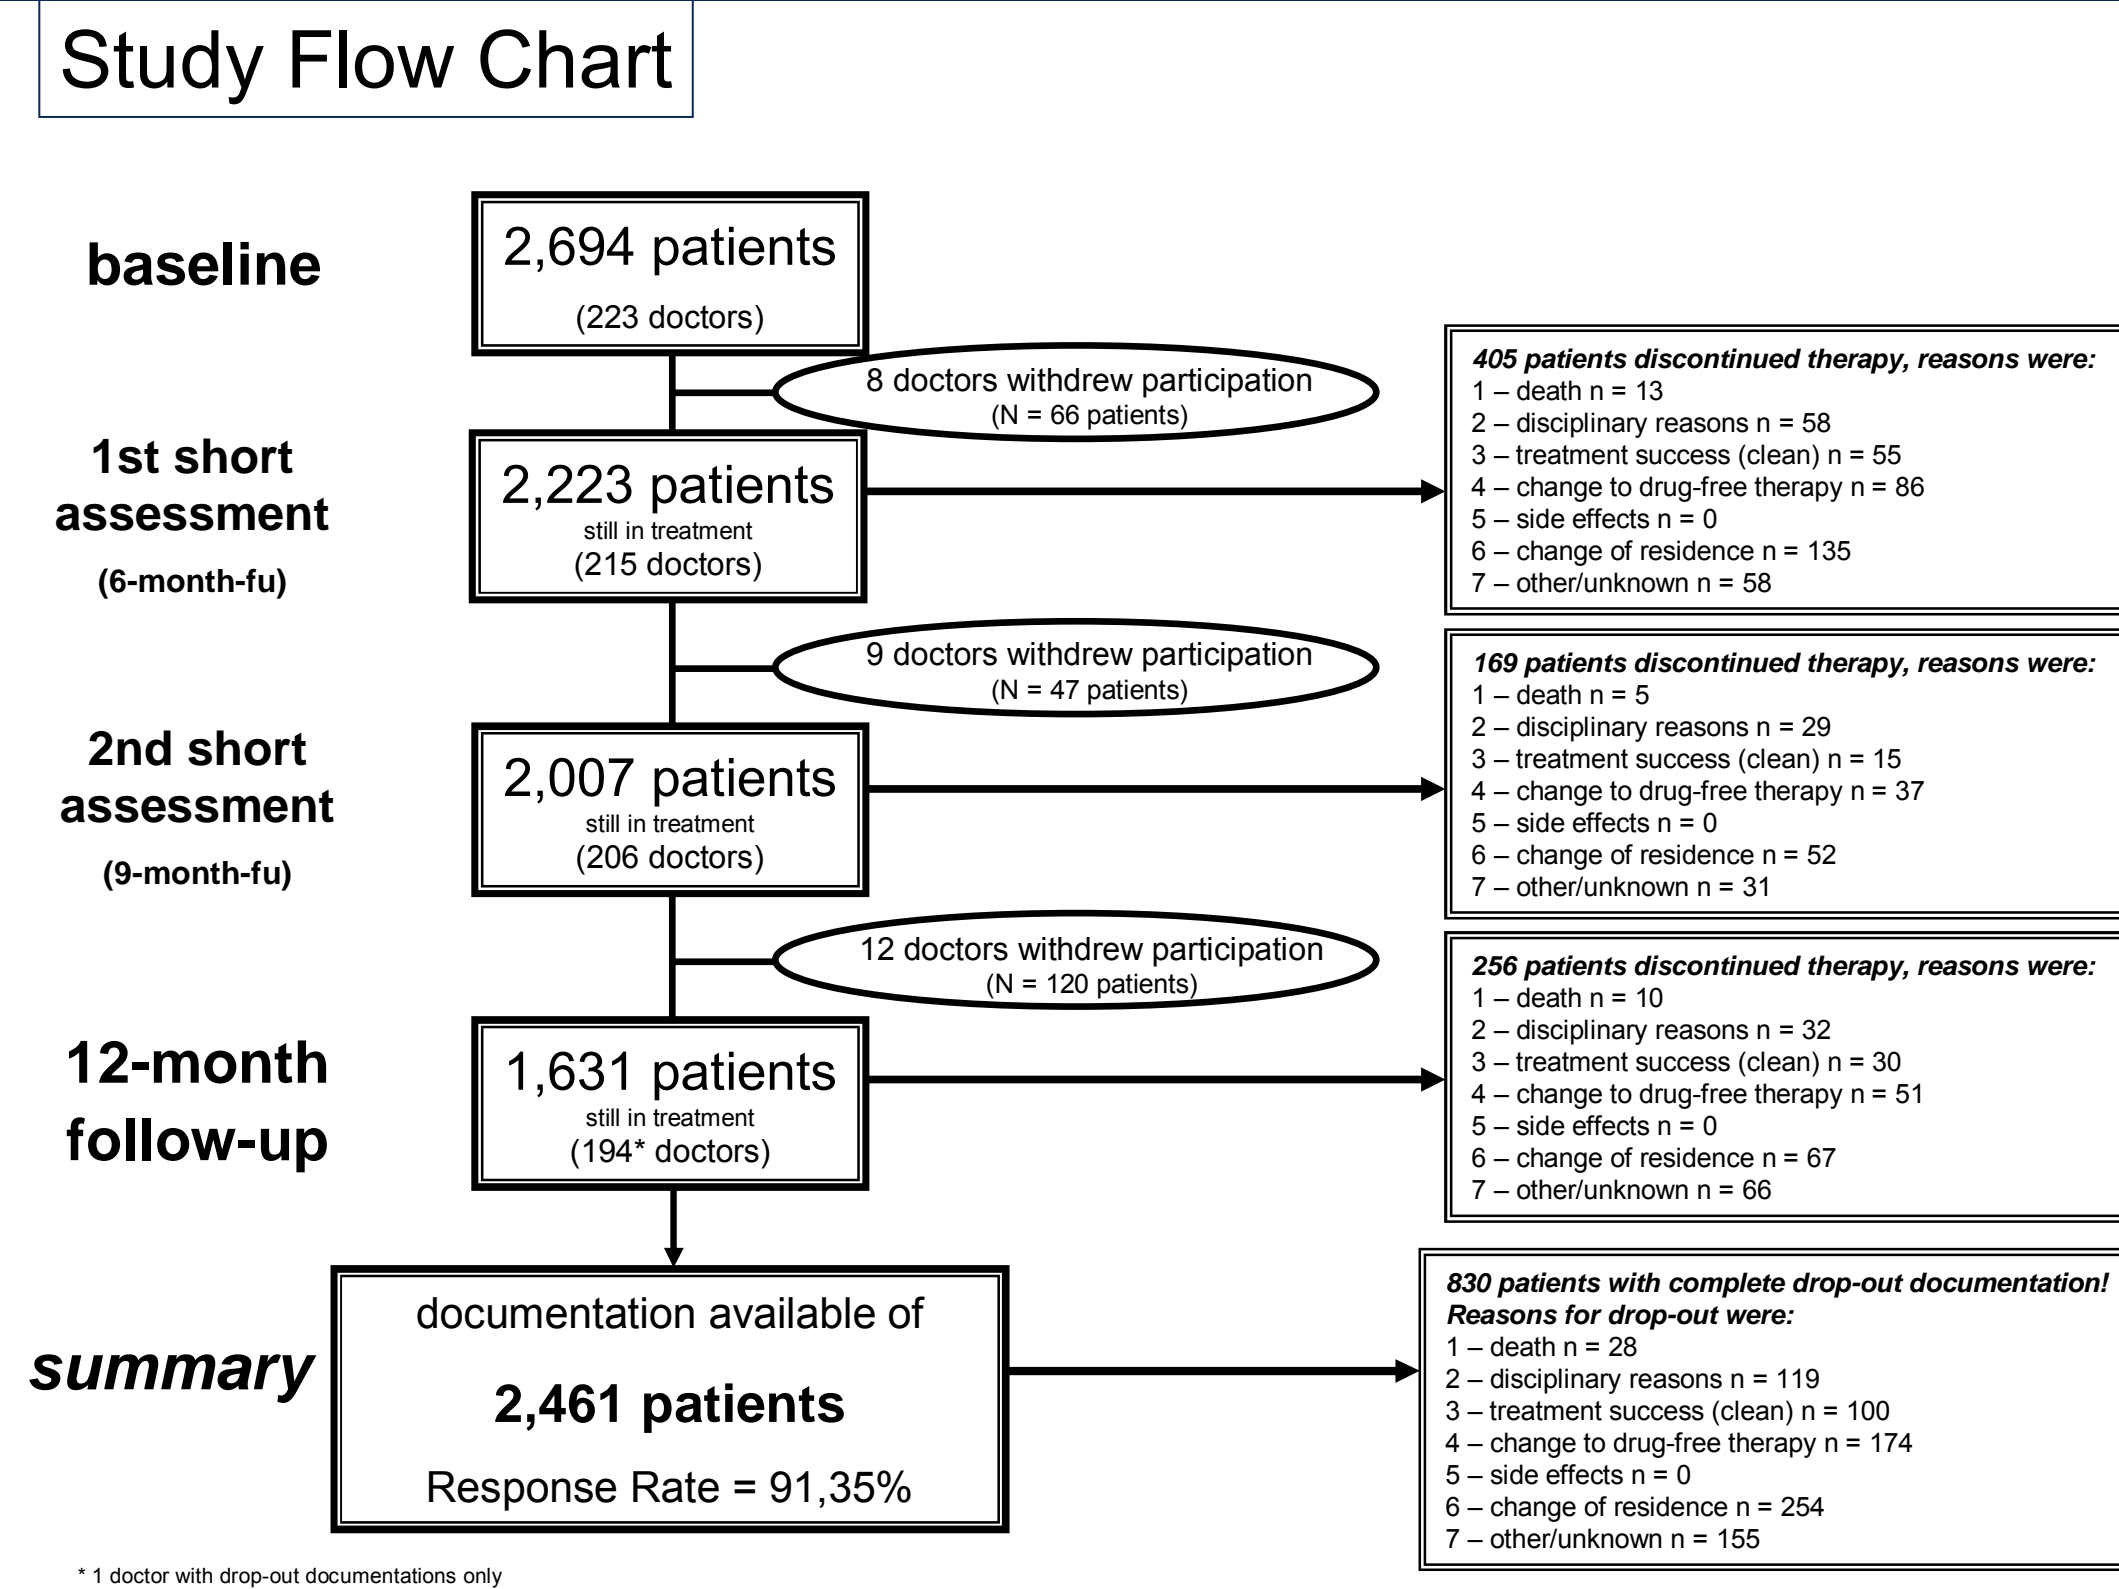 Study Flow Chart
baseline
2,694 patients
(223 doctors)
8 doctors withdrew participation
(N = 66 patients)
1st short
assessment
(6-month-fu)
2,223 patients
still in treatment
(215 doctors)
405 patients discontinued therapy, reasons were:
1 – death n = 13
2 – disciplinary reasons n = 58
3 – treatment success (clean) n = 55
4 – change to drug-free therapy n = 86
5 – side effects n = 0
6 – change of residence n = 135
7 – other/unknown n = 58
9 doctors withdrew participation
(N = 47 patients)
2nd short
assessment
(9-month-fu)
2,007 patients
still in treatment
(206 doctors)
169 patients discontinued therapy, reasons were:
1 – death n = 5
2 – disciplinary reasons n = 29
3 – treatment success (clean) n = 15
4 – change to drug-free therapy n = 37
5 – side effects n = 0
6 – change of residence n = 52
7 – other/unknown n = 31
12 doctors withdrew participation
(N = 120 patients)
12-month
follow-up
1,631 patients
still in treatment
(194* doctors)
256 patients discontinued therapy, reasons were:
1 – death n = 10
2 – disciplinary reasons n = 32
3 – treatment success (clean) n = 30
4 – change to drug-free therapy n = 51
5 – side effects n = 0
6 – change of residence n = 67
7 – other/unknown n = 66
summary
documentation available of
2,461 patients
Response Rate = 91,35%
830 patients with complete drop-out documentation!
Reasons for drop-out were:
1 – death n = 28
2 – disciplinary reasons n = 119
3 – treatment success (clean) n = 100
4 – change to drug-free therapy n = 174
5 – side effects n = 0
6 – change of residence n = 254
7 – other/unknown n = 155
* 1 doctor with drop-out documentations only